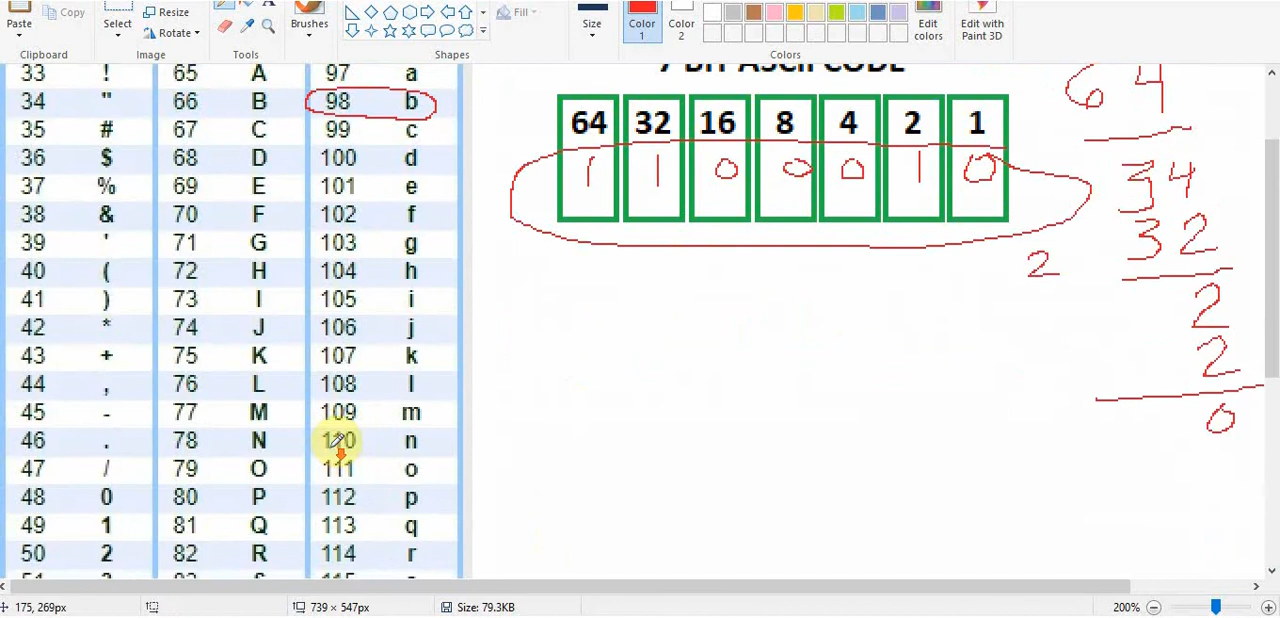 Paste Copy Select Resize Rotate Brushes Fill Size Color 1 Color 2 Edit colors Edit with Paint 3D
Clipboard Image Tools Shapes Colors
7 BIT ASCII CODE
33 ! 65 A 97 a
34 " 66 B 98 b
35 # 67 C 99 c
36 $ 68 D 100 d
37 % 69 E 101 e
38 & 70 F 102 f
39 ' 71 G 103 g
40 ( 72 H 104 h
41 ) 73 I 105 i
42 * 74 J 106 j
43 + 75 K 107 k
44 , 76 L 108 l
45 - 77 M 109 m
46 . 78 N 110 n
47 / 79 O 111 o
48 0 80 P 112 p
49 1 81 Q 113 q
50 2 82 R 114 r
64 32 16 8 4 2 1
1 1 0 0 0 1 0
2
64
34
32
2
2
0
175, 269px 739 × 547px Size: 79.3KB 200%